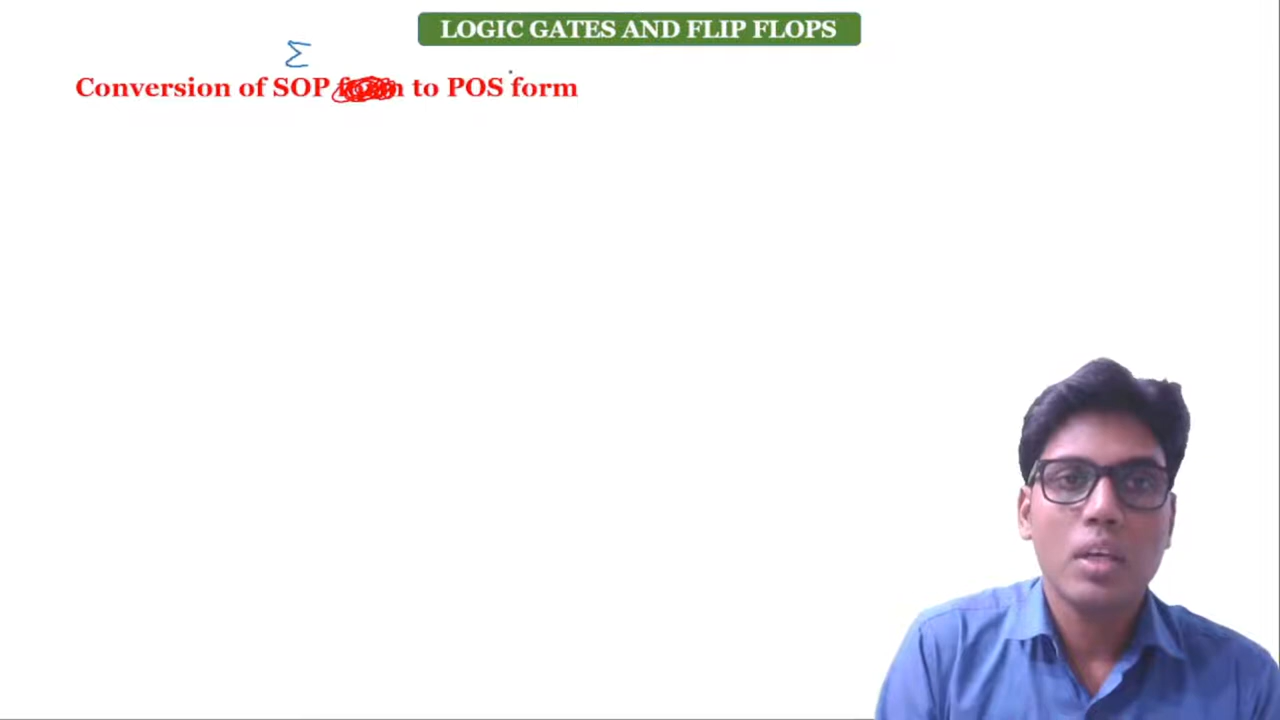 LOGIC GATES AND FLIP FLOPS
Σ
Conversion of SOP to POS form